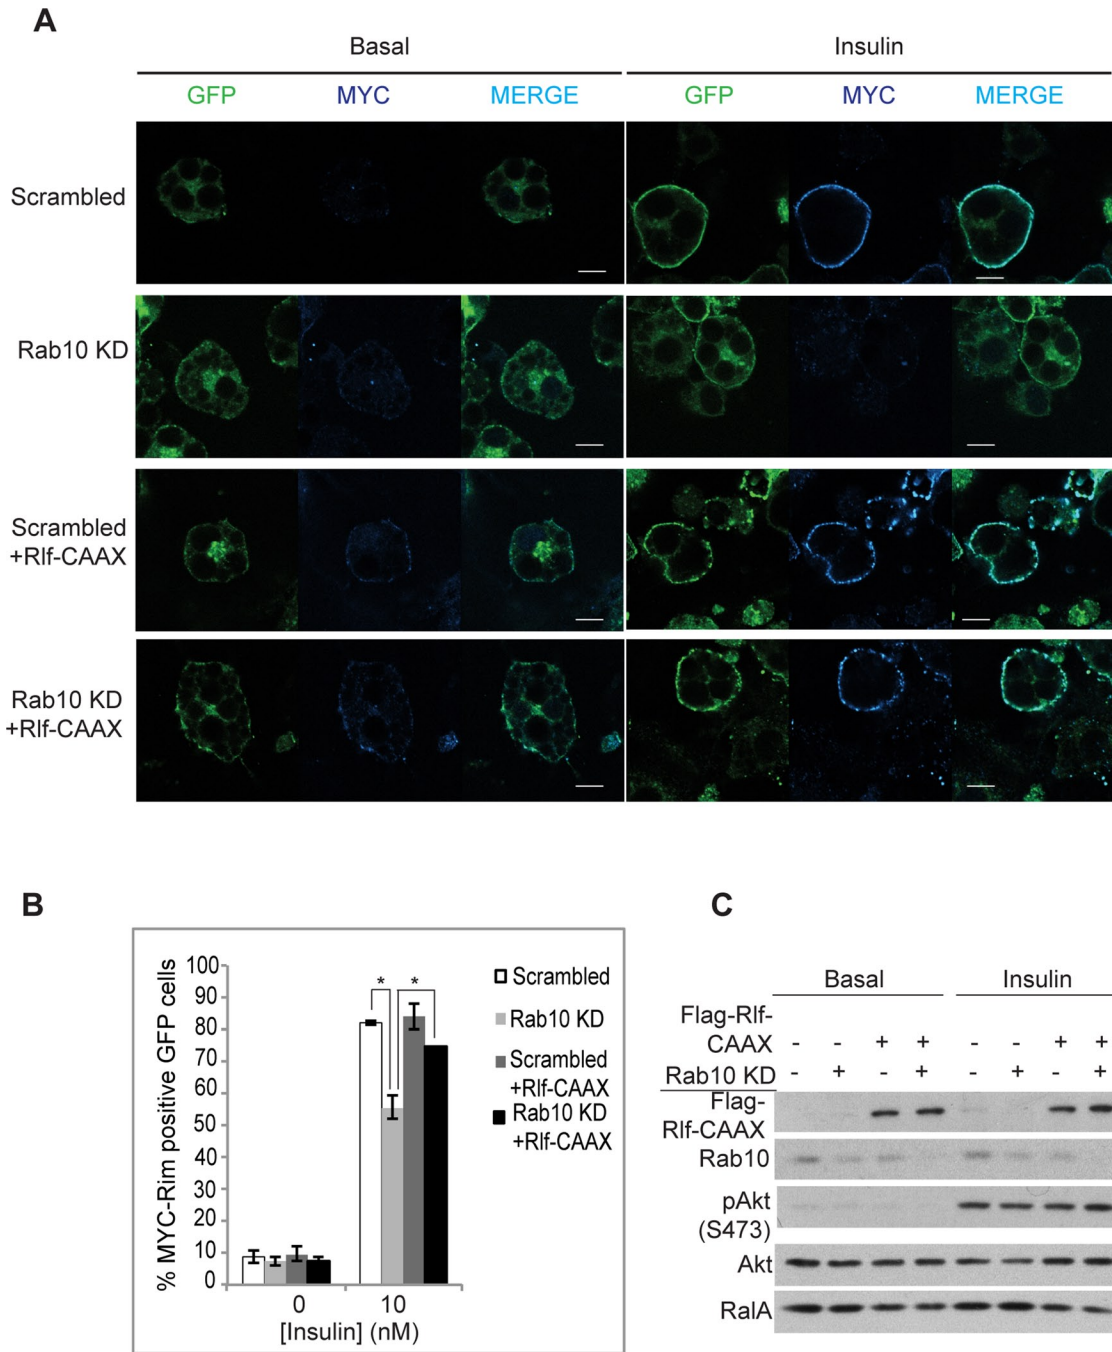 A
Basal Insulin
GFP MYC MERGE GFP MYC MERGE
Scrambled
Rab10 KD
Scrambled
+Rlf-CAAX
Rab10 KD
+Rlf-CAAX
B
% MYC-Rim positive GFP cells
100
90
80
70
60
50
40
30
20
10
0
* *
0 10
[Insulin] (nM)
Scrambled
Rab10 KD
Scrambled
+Rlf-CAAX
Rab10 KD
+Rlf-CAAX
C
Basal Insulin
Flag-Rlf-
CAAX - - + + - - + +
Rab10 KD - + - + - + - +
Flag-
Rlf-CAAX
Rab10
pAkt
(S473)
Akt
RalA